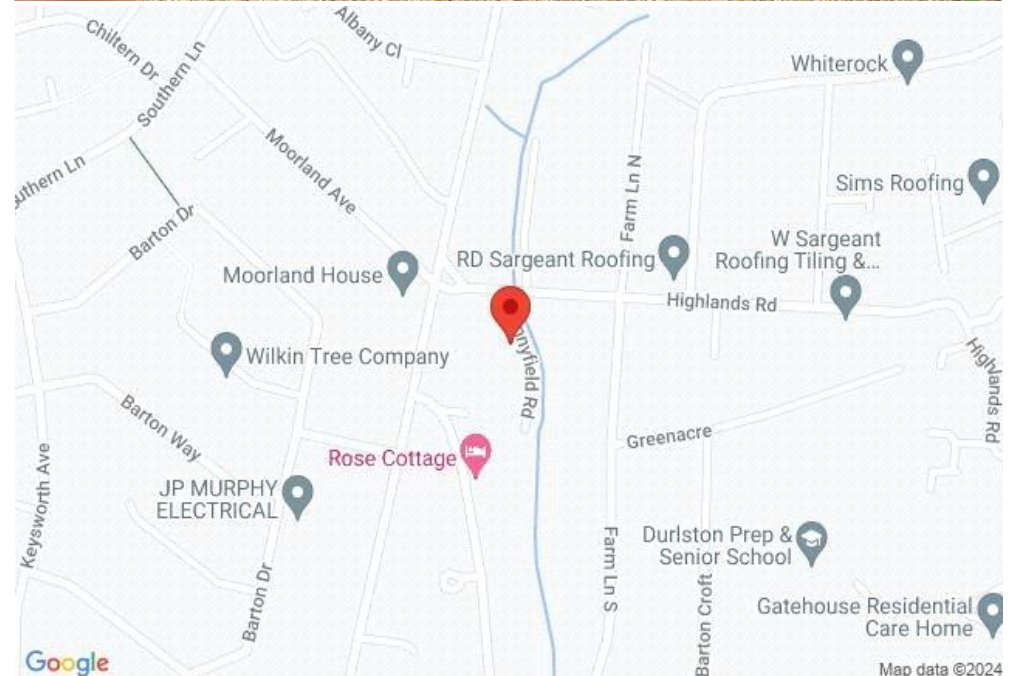 Albany Cl
Chiltern Dr
Southern Ln
Whiterock
Moorland Ave
Farm Ln N
Sims Roofing
Barton Dr
W Sargeant
Roofing Tiling &...
RD Sargeant Roofing
Moorland House
Highlands Rd
Wilkin Tree Company
Highlands Rd
Barton Way
Greenacre
Rose Cottage
Keysworth Ave
JP MURPHY
ELECTRICAL
Durlston Prep &
Senior School
Farm Ln S
Barton Dr
Barton Croft
Gatehouse Residential
Care Home
Google
Map data ©2024